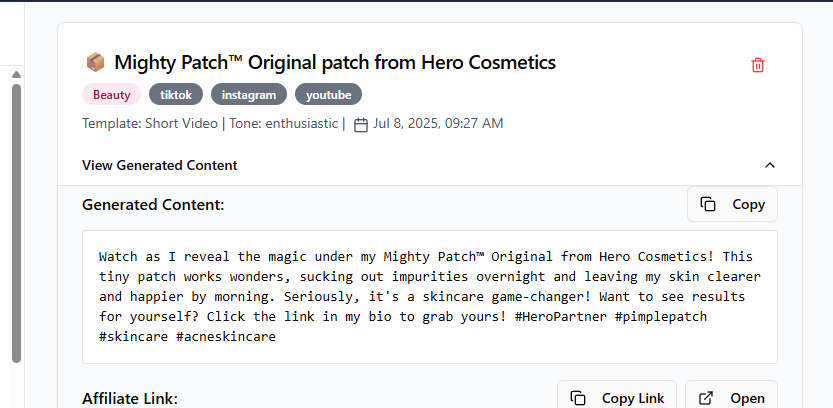 Mighty Patch™ Original patch from Hero Cosmetics
Beauty tiktok instagram youtube
Template: Short Video | Tone: enthusiastic | Jul 8, 2025, 09:27 AM
View Generated Content
Generated Content: Copy
Watch as I reveal the magic under my Mighty Patch™ Original from Hero Cosmetics! This
tiny patch works wonders, sucking out impurities overnight and leaving my skin clearer
and happier by morning. Seriously, it's a skincare game-changer! Want to see results
for yourself? Click the link in my bio to grab yours! #HeroPartner #pimplepatch
#skincare #acneskincare
Affiliate Link: Copy Link Open